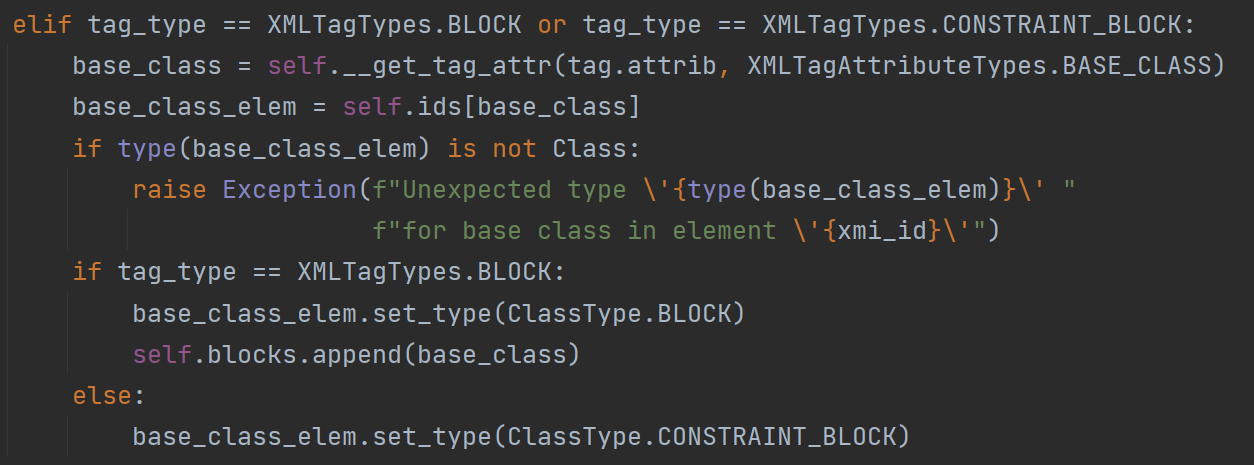 elif tag_type == XMLTagTypes.BLOCK or tag_type == XMLTagTypes.CONSTRAINT_BLOCK:
    base_class = self.__get_tag_attr(tag.attrib, XMLTagAttributeTypes.BASE_CLASS)
    base_class_elem = self.ids[base_class]
    if type(base_class_elem) is not Class:
        raise Exception(f"Unexpected type \'{type(base_class_elem)}\' "
                        f"for base class in element \'{xmi_id}\'")
    if tag_type == XMLTagTypes.BLOCK:
        base_class_elem.set_type(ClassType.BLOCK)
        self.blocks.append(base_class)
    else:
        base_class_elem.set_type(ClassType.CONSTRAINT_BLOCK)